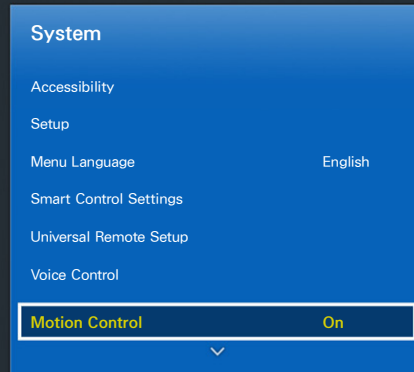 System
Accessibility
Setup
Menu Language English
Smart Control Settings
Universal Remote Setup
Voice Control
Motion Control On